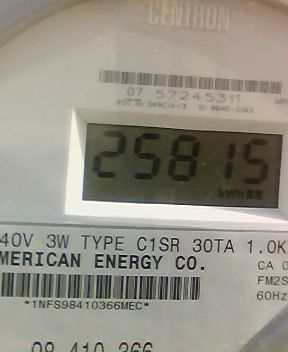 CENTRON
07 57245311
25815
kWh
40V 3W TYPE C1SR 30TA 1.0K
MERICAN ENERGY CO.
CA 0
FM2S
60Hz
*1NFS98410366MEC*
98 410 366